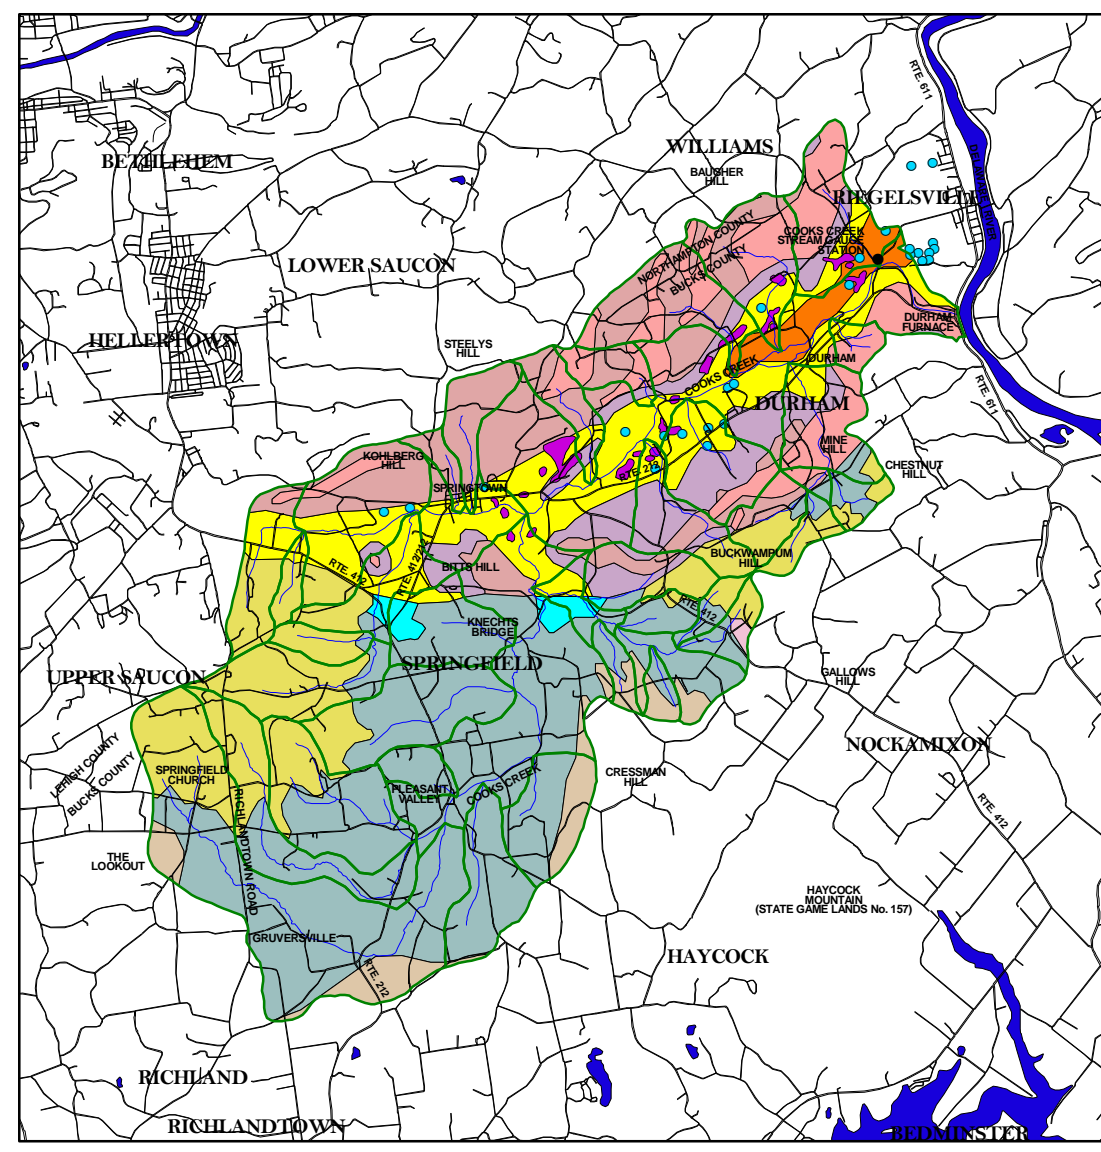 RTE. 611
WILLIAMS
BETHLEHEM
BAUGHER
HILL
DELAWARE RIVER
RIEGELSVILLE
NORTHAMPTON COUNTY
BUCKS COUNTY
COOKS CREEK
STREAM GAUGE
STATION
LOWER SAUCON
DURHAM
FURNACE
HELLERTOWN
STEELYS
HILL
DURHAM
COOKS CREEK
RTE. 611
DURHAM
MINE
HILL
KOHLBERG
HILL
CHESTNUT
HILL
RTE. 212
SPRINGTOWN
RTE. 412
RTE. 412/212
BITTS HILL
BUCKWAMPUM
HILL
RTE. 412
KNECHTS
BRIDGE
SPRINGFIELD
UPPER SAUCON
GALLOWS
HILL
NOCKAMIXON
LEHIGH COUNTY
BUCKS COUNTY
SPRINGFIELD
CHURCH
CRESSMAN
HILL
PLEASANT
VALLEY
COOKS CREEK
RTE. 412
RICHLANDTOWN ROAD
THE
LOOKOUT
HAYCOCK
MOUNTAIN
(STATE GAME LANDS No. 157)
GRUVERSVILLE
RTE. 212
HAYCOCK
RICHLAND
RICHLANDTOWN
BEDMINSTER